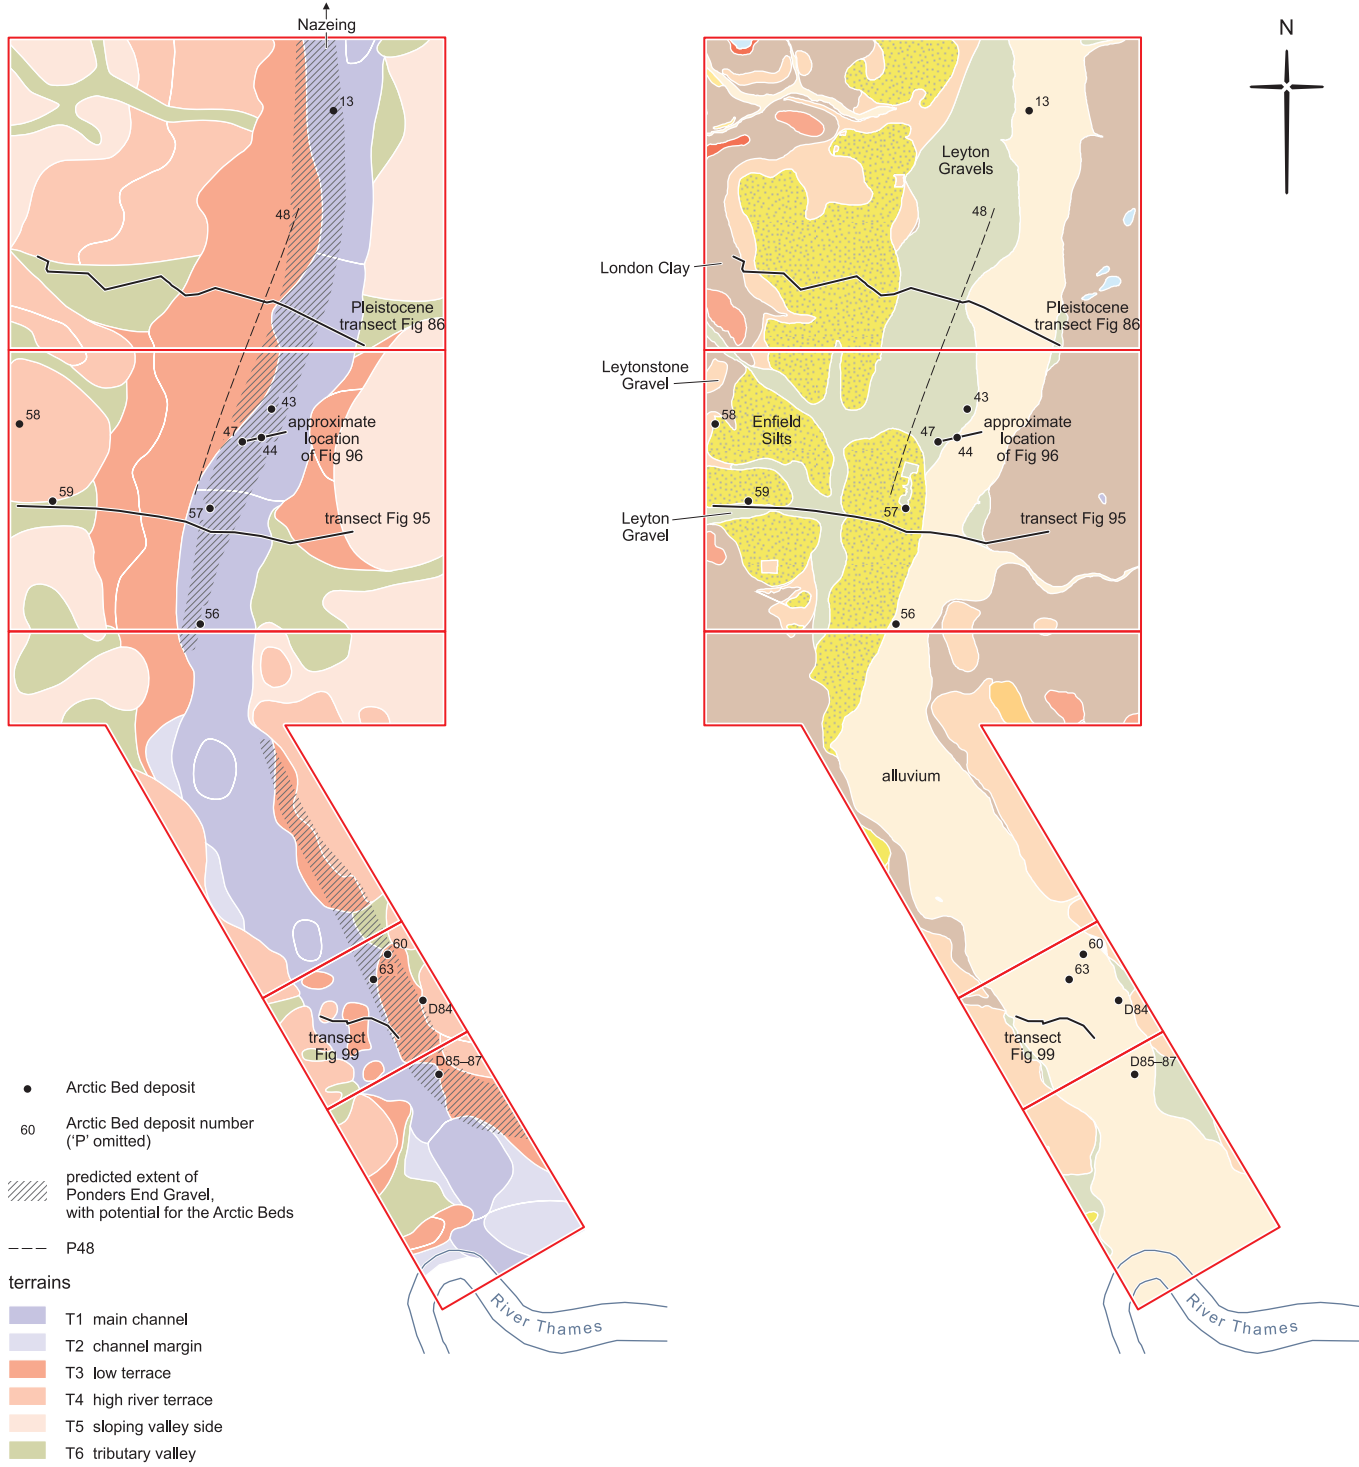 Nazeing
13
48
Pleistocene
transect Fig 86
58
43
47
approximate
location
of Fig 96
44
59
57
transect Fig 95
56
60
63
D84
transect
Fig 99
D85–87
River Thames
Arctic Bed deposit
60
Arctic Bed deposit number
(‘P’ omitted)
predicted extent of
Ponders End Gravel,
with potential for the Arctic Beds
P48
terrains
T1 main channel
T2 channel margin
T3 low terrace
T4 high river terrace
T5 sloping valley side
T6 tributary valley
N
13
Leyton
Gravels
48
London Clay
Pleistocene
transect Fig 86
Leytonstone
Gravel
58
Enfield
Silts
43
47
approximate
location
of Fig 96
44
59
57
Leyton
Gravel
transect Fig 95
56
alluvium
60
63
D84
transect
Fig 99
D85–87
River Thames